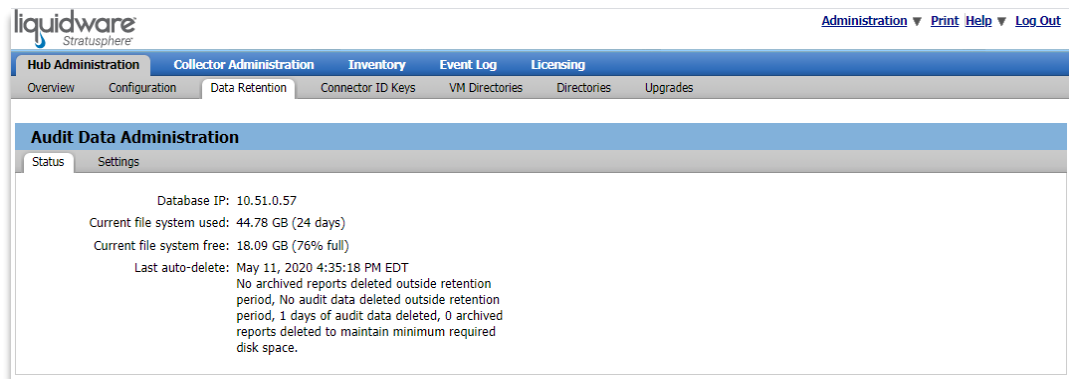 liquidware
Stratusphere
Administration ▼ Print Help ▼ Log Out
Hub Administration Collector Administration Inventory Event Log Licensing
Overview Configuration Data Retention Connector ID Keys VM Directories Directories Upgrades
Audit Data Administration
Status Settings
Database IP: 10.51.0.57
Current file system used: 44.78 GB (24 days)
Current file system free: 18.09 GB (76% full)
Last auto-delete: May 11, 2020 4:35:18 PM EDT
No archived reports deleted outside retention
period, No audit data deleted outside retention
period, 1 days of audit data deleted, 0 archived
reports deleted to maintain minimum required
disk space.